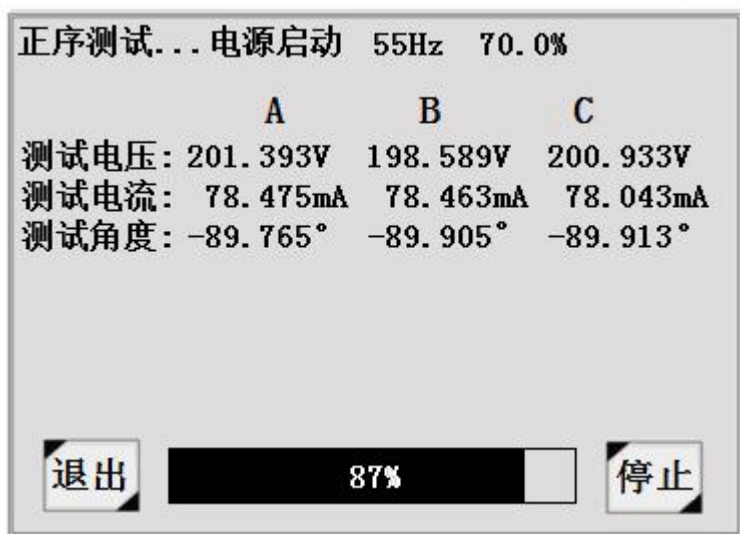 正序测试...电源启动 55Hz 70.0%
A B C
测试电压: 201.393V 198.589V 200.933V
测试电流: 78.475mA 78.463mA 78.043mA
测试角度: -89.765° -89.905° -89.913°
退出 87% 停止